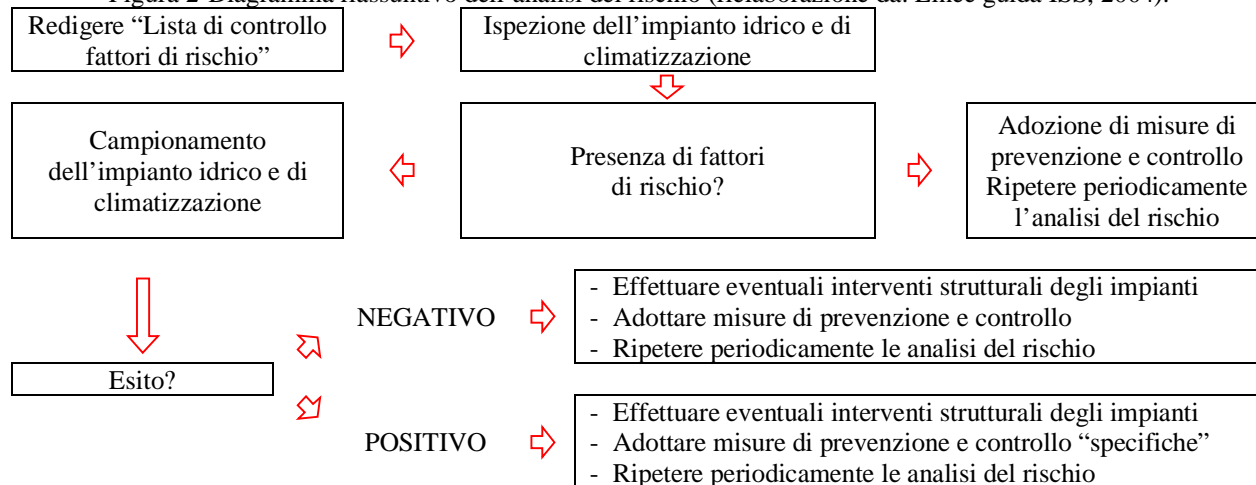 Figura 2-Diagramma riassuntivo dell'analisi del rischio (Rielaborazione da: Linee guida ISS, 2004).
Redigere “Lista di controllo
fattori di rischio”
Ispezione dell’impianto idrico e di
climatizzazione
Campionamento
dell’impianto idrico e di
climatizzazione
Presenza di fattori
di rischio?
Adozione di misure di
prevenzione e controllo
Ripetere periodicamente
l’analisi del rischio
NEGATIVO
- Effettuare eventuali interventi strutturali degli impianti
- Adottare misure di prevenzione e controllo
- Ripetere periodicamente le analisi del rischio
Esito?
POSITIVO
- Effettuare eventuali interventi strutturali degli impianti
- Adottare misure di prevenzione e controllo “specifiche”
- Ripetere periodicamente le analisi del rischio